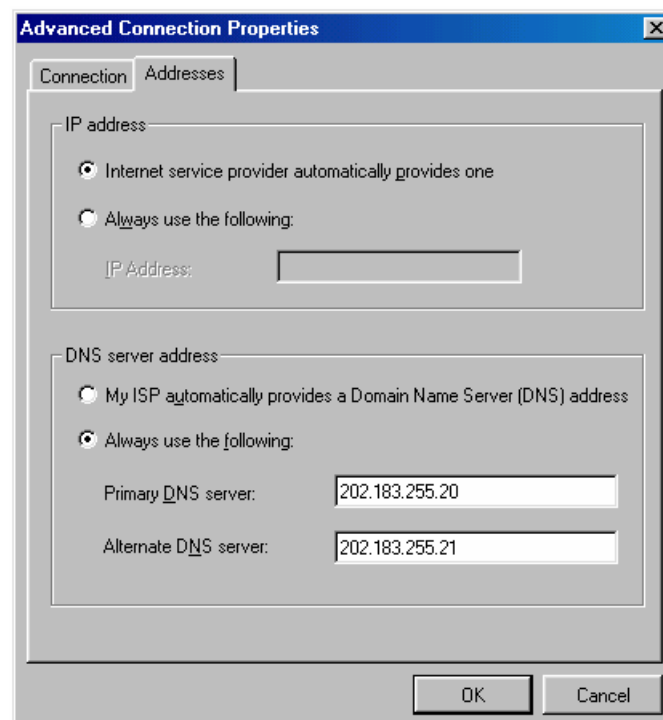 Advanced Connection Properties
Connection
Addresses
IP address
Internet service provider automatically provides one
Always use the following:
IP Address:
DNS server address
My ISP automatically provides a Domain Name Server (DNS) address
Always use the following:
Primary DNS server:
202.183.255.20
Alternate DNS server:
202.183.255.21
OK
Cancel